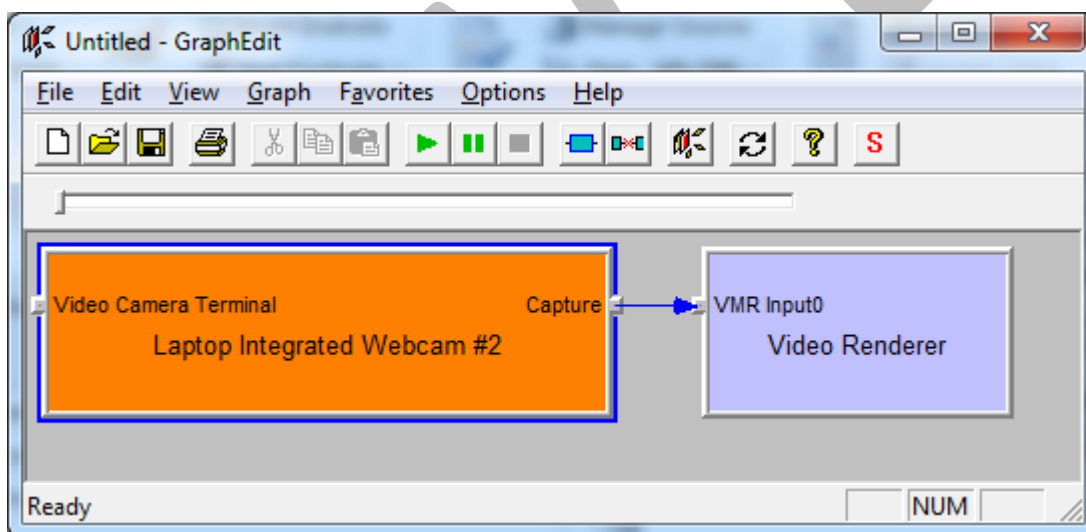 Untitled - GraphEdit
File Edit View Graph Favorites Options Help
S
Video Camera Terminal Capture
Laptop Integrated Webcam #2
VMR Input0
Video Renderer
Ready
NUM